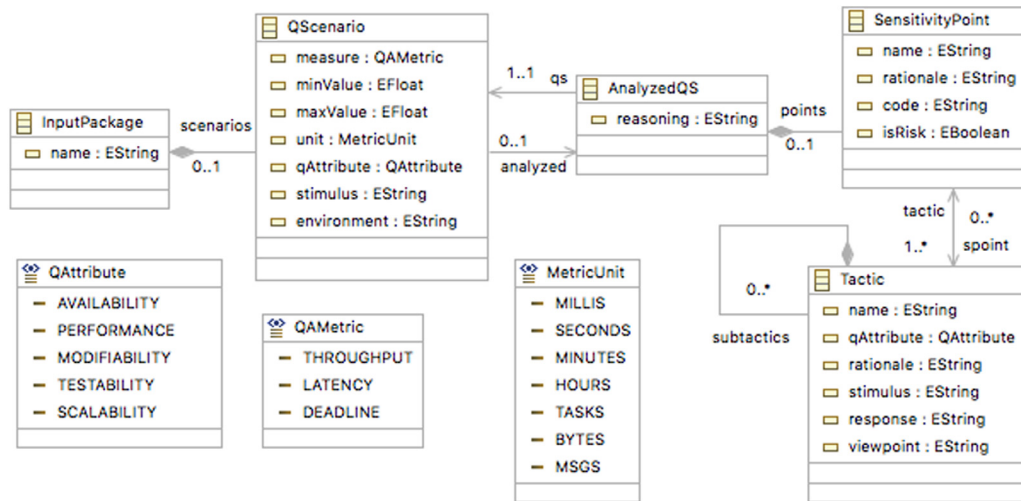 QScenario
measure : QAMetric
minValue : EFloat
maxValue : EFloat
unit : MetricUnit
qAttribute : QAttribute
stimulus : EString
environment : EString
SensitivityPoint
name : EString
rationale : EString
code : EString
isRisk : EBoolean
1..1
qs
AnalyzedQS
reasoning : EString
points
0..1
InputPackage
name : EString
scenarios
0..1
0..1
analyzed
tactic
0..*
1..*
spoint
QAttribute
AVAILABILITY
PERFORMANCE
MODIFIABILITY
TESTABILITY
SCALABILITY
QAMetric
THROUGHPUT
LATENCY
DEADLINE
MetricUnit
MILLIS
SECONDS
MINUTES
HOURS
TASKS
BYTES
MSGS
0..*
subtactics
Tactic
name : EString
qAttribute : QAttribute
rationale : EString
stimulus : EString
response : EString
viewpoint : EString